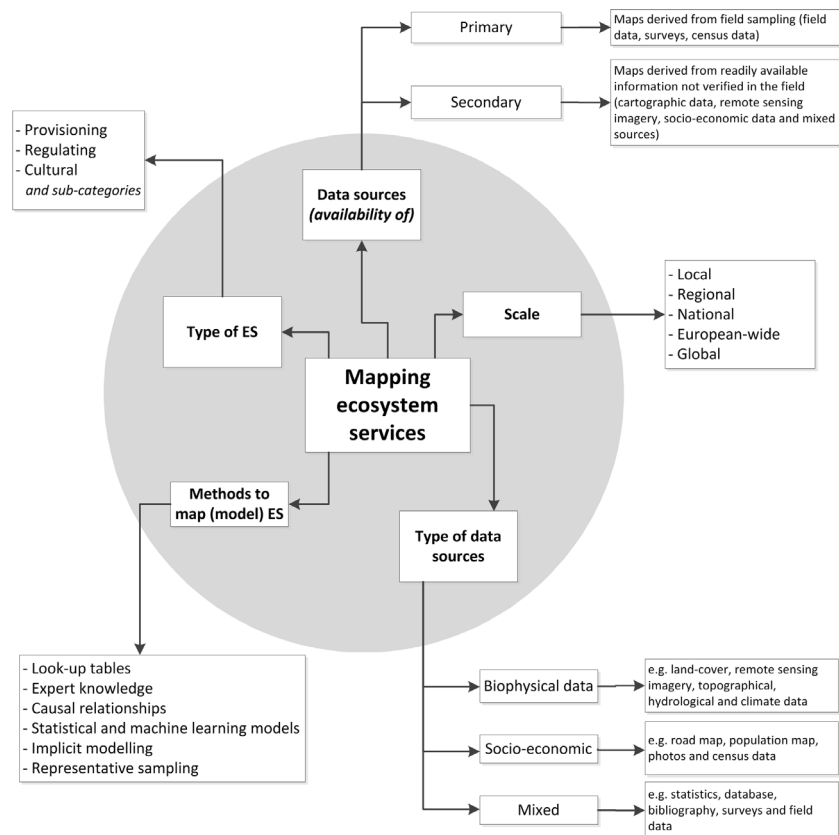 Primary
Maps derived from field sampling (field
data, surveys, census data)
Secondary
Maps derived from readily available
information not verified in the field
(cartographic data, remote sensing
imagery, socio-economic data and mixed
sources)
- Provisioning
- Regulating
- Cultural
and sub-categories
Data sources
(availability of)
Type of ES
Scale
- Local
- Regional
- National
- European-wide
- Global
Mapping
ecosystem
services
Methods to
map (model) ES
Type of data
sources
- Look-up tables
- Expert knowledge
- Causal relationships
- Statistical and machine learning models
- Implicit modelling
- Representative sampling
Biophysical data
e.g. land-cover, remote sensing
imagery, topographical,
hydrological and climate data
Socio-economic
e.g. road map, population map,
photos and census data
Mixed
e.g. statistics, database,
bibliography, surveys and field
data